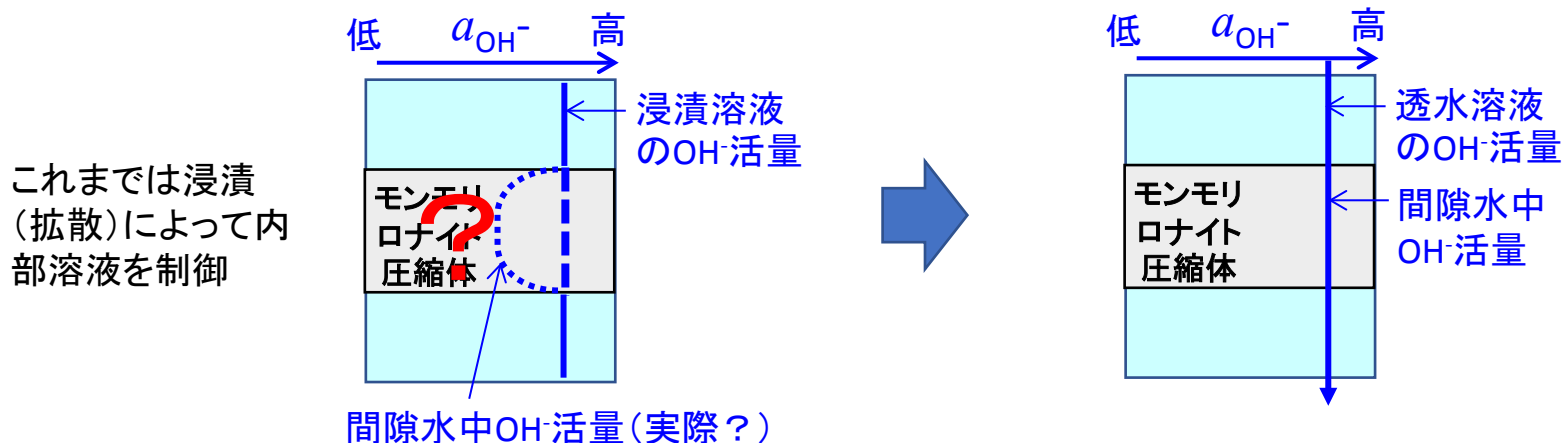 これまでは浸漬
（拡散）によって内
部溶液を制御
低 aOH- 高
浸漬溶液
のOH-活量
モンモリ
ロナイト
圧縮体
?
間隙水中OH-活量（実際？）
低 aOH- 高
透水溶液
のOH-活量
モンモリ
ロナイト
圧縮体
間隙水中
OH-活量